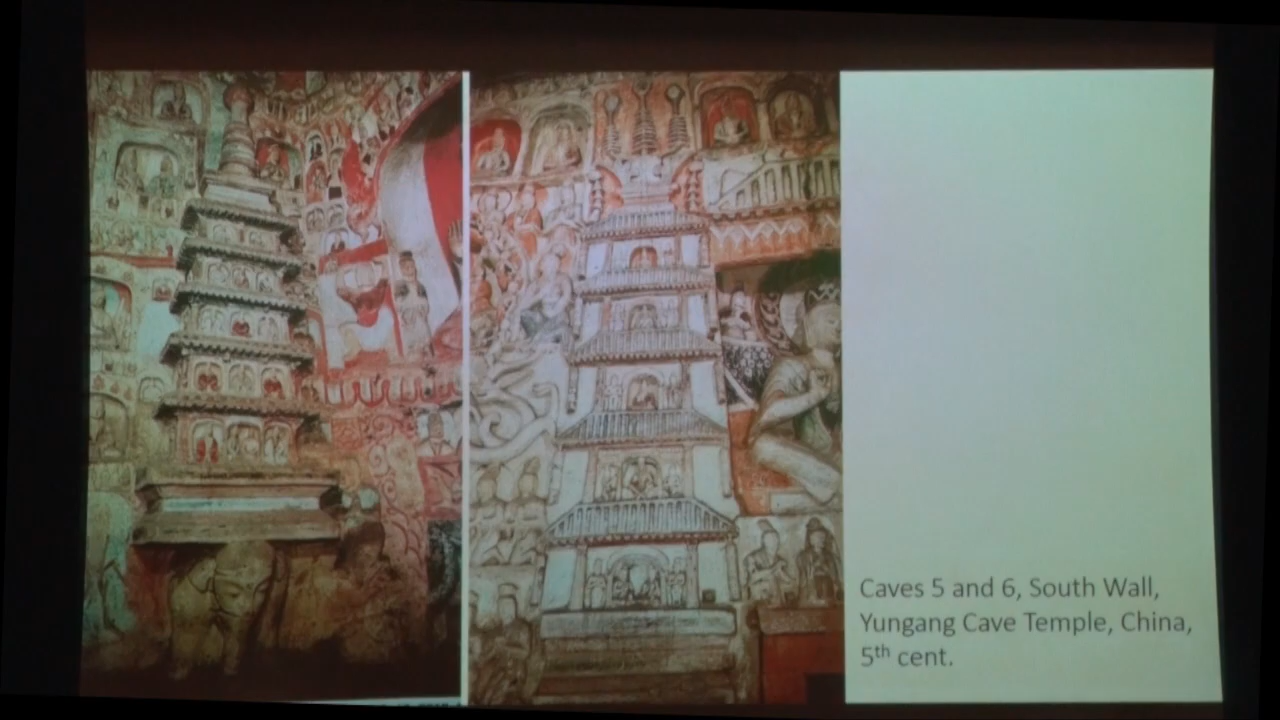 Caves 5 and 6, South Wall,
Yungang Cave Temple, China,
5th cent.